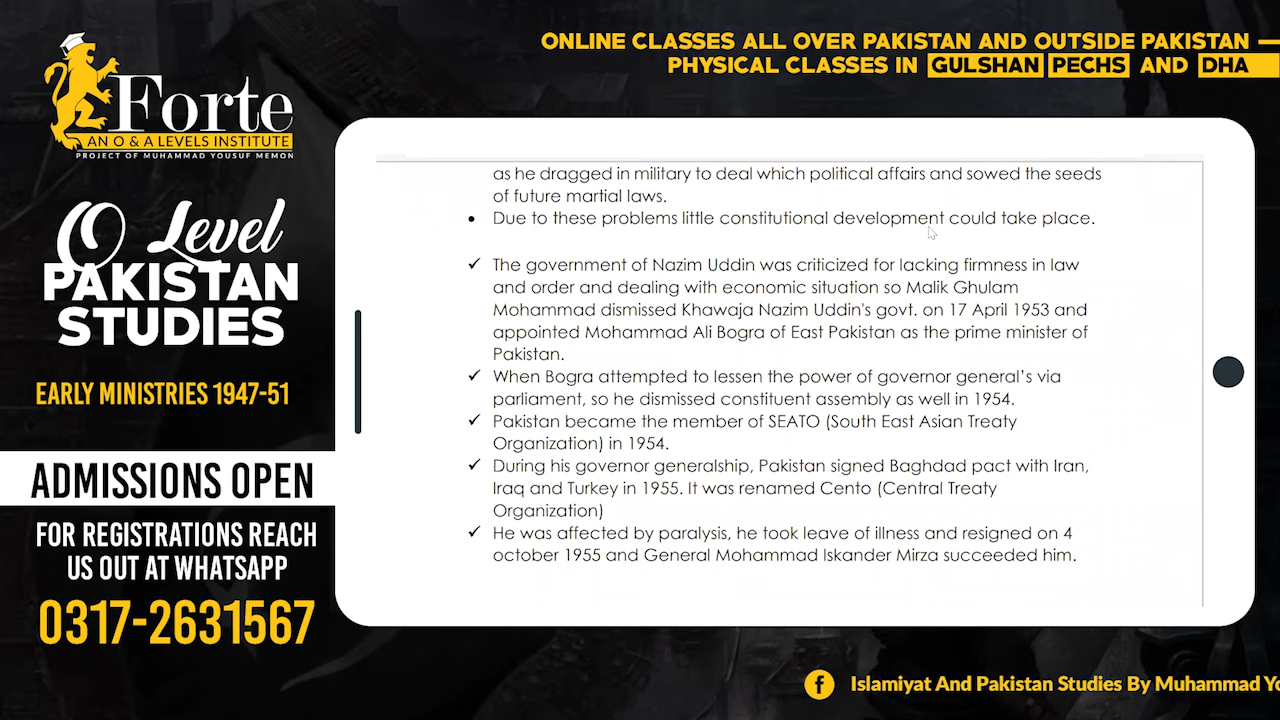 Forte
AN O & A LEVELS INSTITUTE
PROJECT OF MUHAMMAD YOUSUF MEMON
O Level
PAKISTAN
STUDIES
EARLY MINISTRIES 1947-51
ADMISSIONS OPEN
FOR REGISTRATIONS REACH
US OUT AT WHATSAPP
0317-2631567
ONLINE CLASSES ALL OVER PAKISTAN AND OUTSIDE PAKISTAN
PHYSICAL CLASSES IN GULSHAN PECHS AND DHA
as he dragged in military to deal which political affairs and sowed the seeds
of future martial laws.
• Due to these problems little constitutional development could take place.
✓ The government of Nazim Uddin was criticized for lacking firmness in law
and order and dealing with economic situation so Malik Ghulam
Mohammad dismissed Khawaja Nazim Uddin's govt. on 17 April 1953 and
appointed Mohammad Ali Bogra of East Pakistan as the prime minister of
Pakistan.
✓ When Bogra attempted to lessen the power of governor general's via
parliament, so he dismissed constituent assembly as well in 1954.
✓ Pakistan became the member of SEATO (South East Asian Treaty
Organization) in 1954.
✓ During his governor generalship, Pakistan signed Baghdad pact with Iran,
Iraq and Turkey in 1955. It was renamed Cento (Central Treaty
Organization)
✓ He was affected by paralysis, he took leave of illness and resigned on 4
october 1955 and General Mohammad Iskander Mirza succeeded him.
Islamiyat And Pakistan Studies By Muhammad Yo